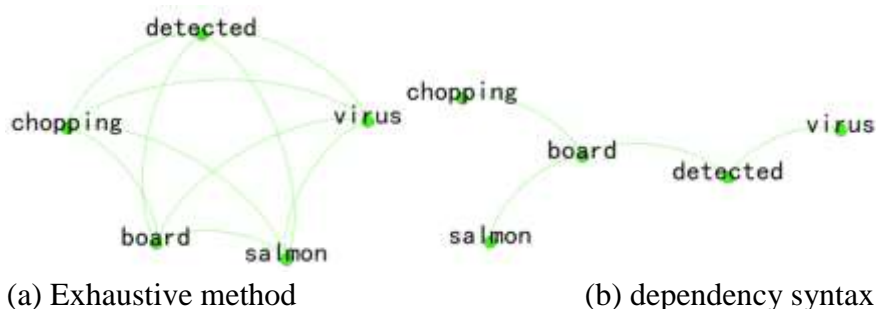 detected
chopping
virus
board
salmon
chopping
virus
board
detected
salmon
(a) Exhaustive method
(b) dependency syntax